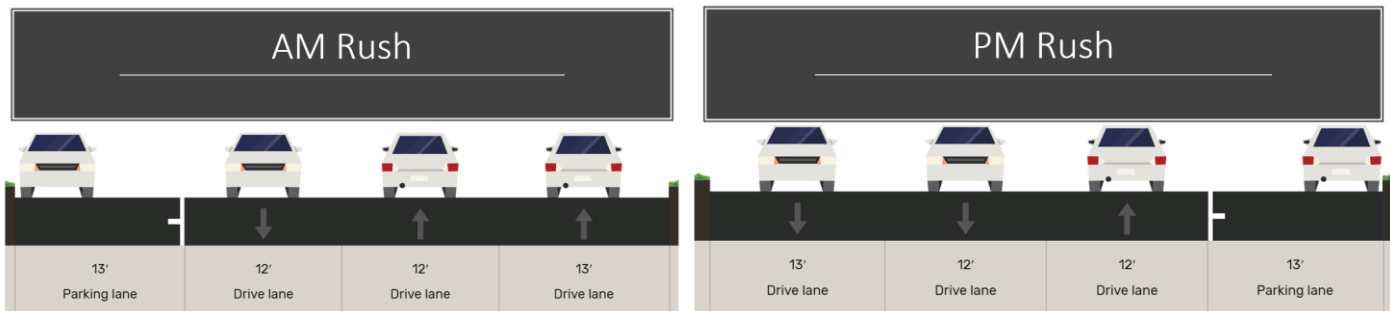 AM Rush
13′
Parking lane
12′
Drive lane
12′
Drive lane
13′
Drive lane
PM Rush
13′
Drive lane
12′
Drive lane
12′
Drive lane
13′
Parking lane